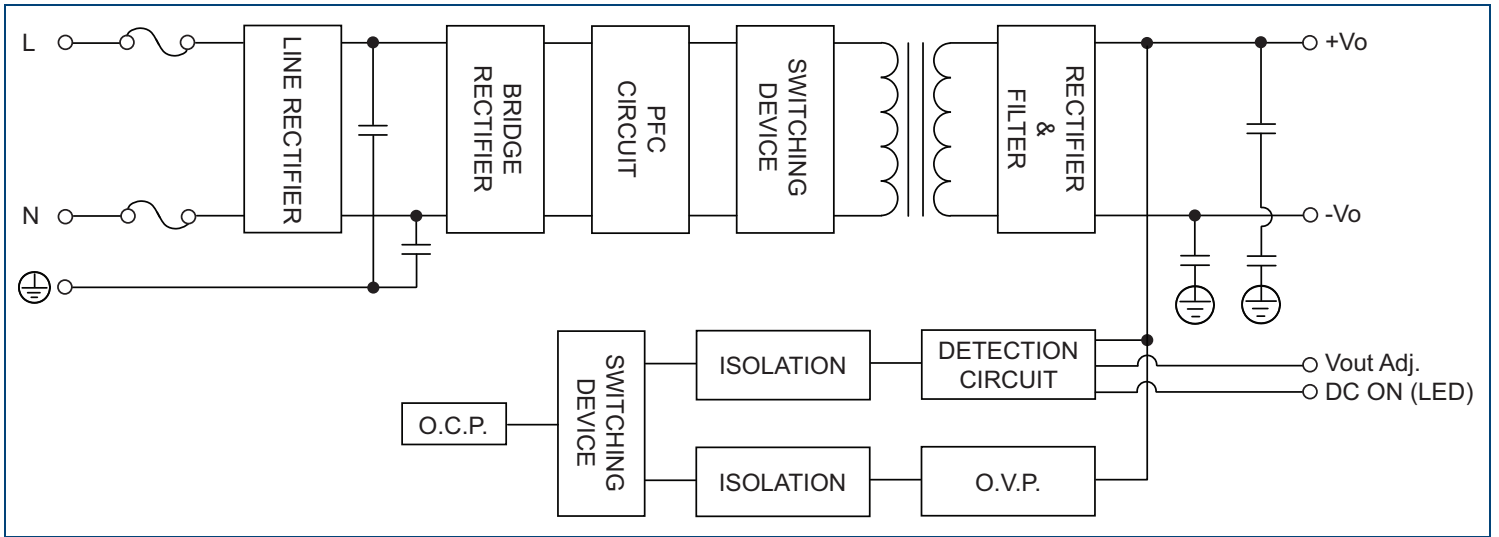 L
LINE RECTIFIER
BRIDGE
RECTIFIER
PFC
CIRCUIT
SWITCHING
DEVICE
RECTIFIER
&
FILTER
+Vo
N
-Vo
SWITCHING
DEVICE
ISOLATION
DETECTION
CIRCUIT
Vout Adj.
DC ON (LED)
O.C.P.
ISOLATION
O.V.P.